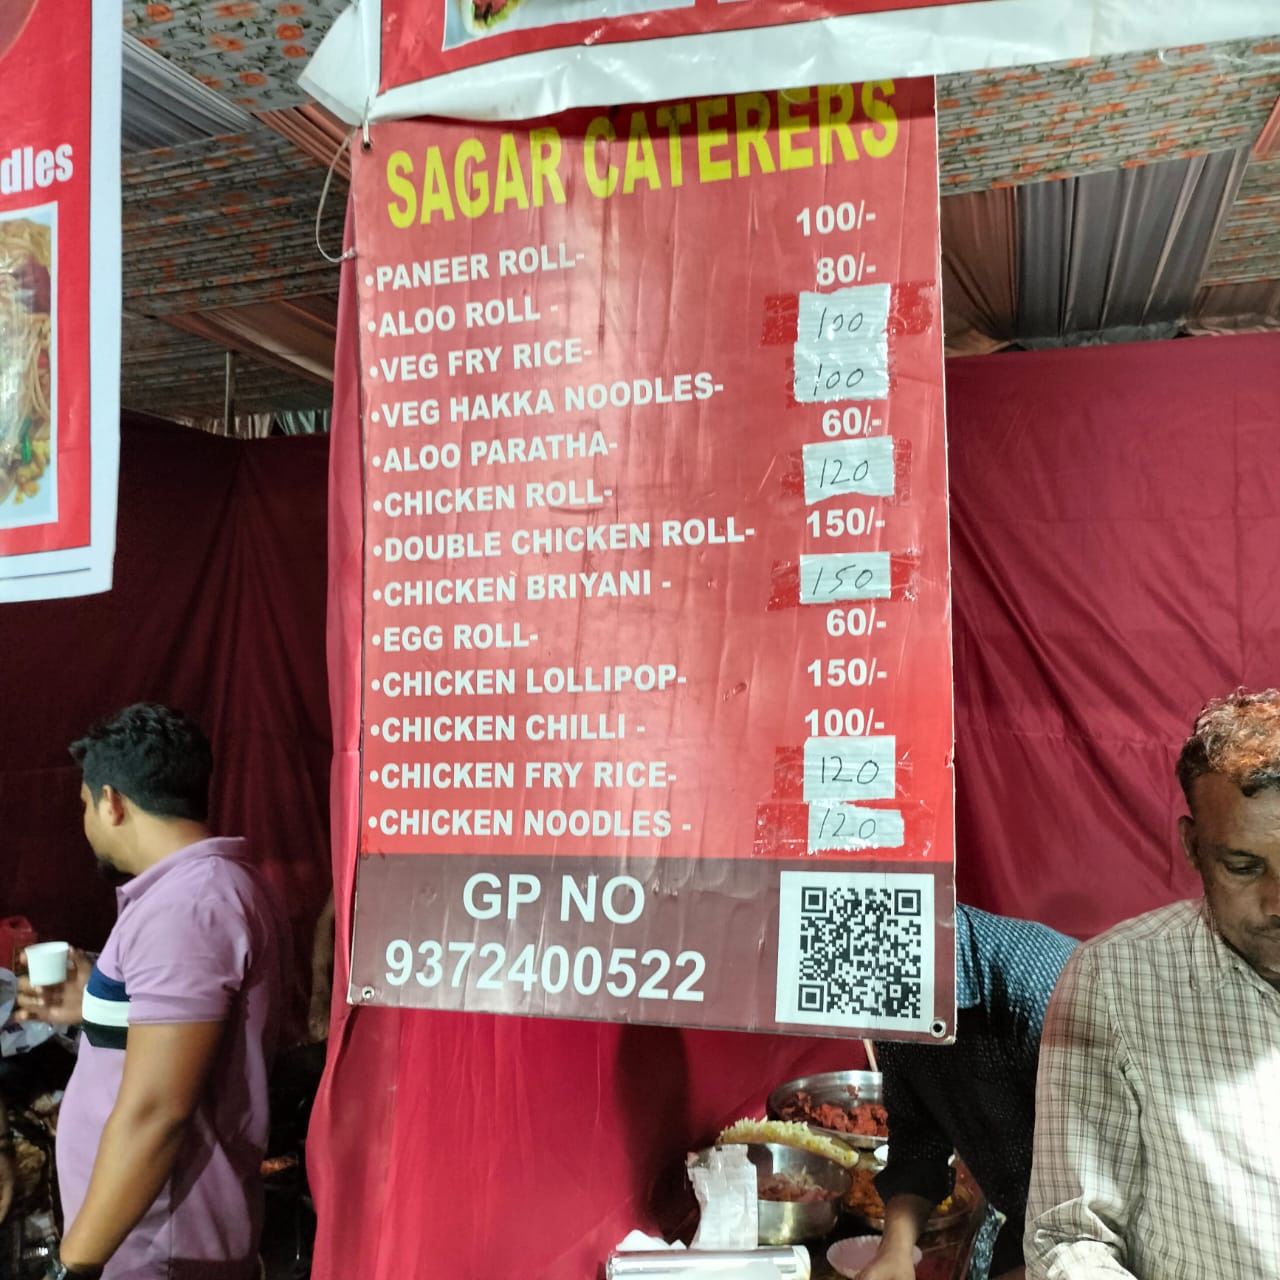 dles
SAGAR CATERERS
•PANEER ROLL- 100/-
•ALOO ROLL - 80/-
•VEG FRY RICE- 100
•VEG HAKKA NOODLES- 100
•ALOO PARATHA- 60/-
•CHICKEN ROLL- 120
•DOUBLE CHICKEN ROLL- 150/-
•CHICKEN BRIYANI - 150
•EGG ROLL- 60/-
•CHICKEN LOLLIPOP- 150/-
•CHICKEN CHILLI - 100/-
•CHICKEN FRY RICE- 120
•CHICKEN NOODLES - 120
GP NO
9372400522